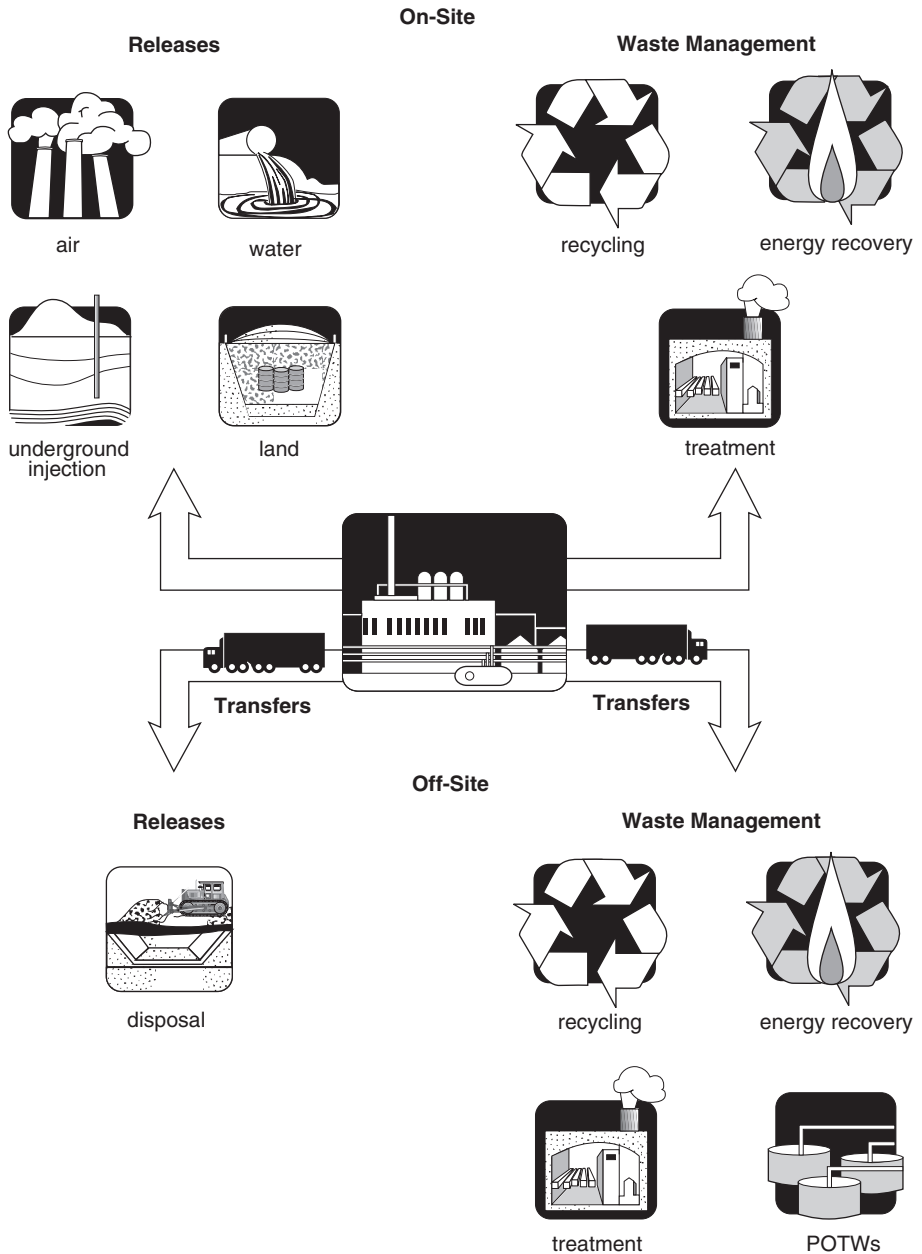 On-Site
Releases
Waste Management
air
water
recycling
energy recovery
underground
injection
land
treatment
Transfers
Transfers
Off-Site
Releases
Waste Management
disposal
recycling
energy recovery
treatment
POTWs